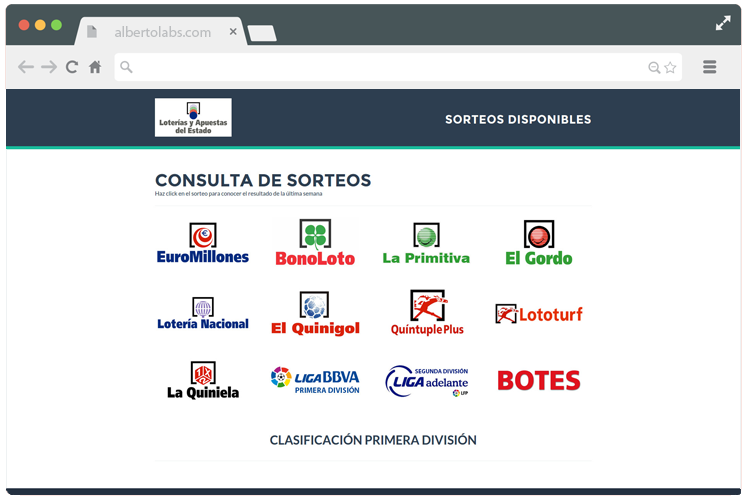 albertolabs.com
Loterías y Apuestas
del Estado
SORTEOS DISPONIBLES
CONSULTA DE SORTEOS
Haz click en el sorteo para conocer el resultado de la última semana
EuroMillones
BonoLoto
La Primitiva
El Gordo
Lotería Nacional
El Quinigol
Quíntuple Plus
Lototurf
La Quiniela
LIGA BBVA
PRIMERA DIVISIÓN
SEGUNDA DIVISIÓN
LIGA adelante
LFP
BOTES
CLASIFICACIÓN PRIMERA DIVISIÓN